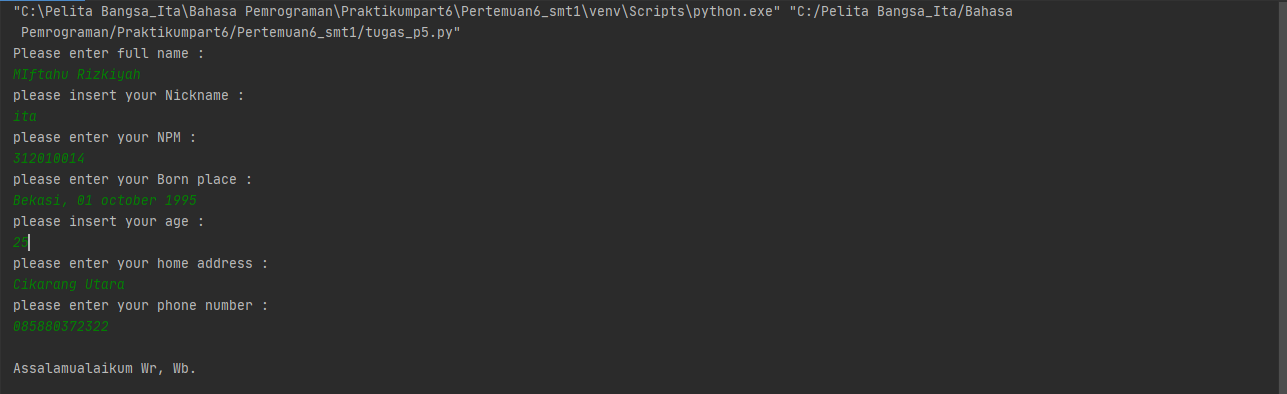 "C:\Pelita Bangsa_Ita\Bahasa Pemrograman\Praktikumpart6\Pertemuan6_smt1\venv\Scripts\python.exe" "C:/Pelita Bangsa_Ita/Bahasa
Pemrograman/Praktikumpart6/Pertemuan6_smt1/tugas_p5.py"
Please enter full name :
MIftahu Rizkiyah
please insert your Nickname :
ita
please enter your NPM :
312010014
please enter your Born place :
Bekasi, 01 october 1995
please insert your age :
25
please enter your home address :
Cikarang Utara
please enter your phone number :
085880372322
Assalamualaikum Wr, Wb.